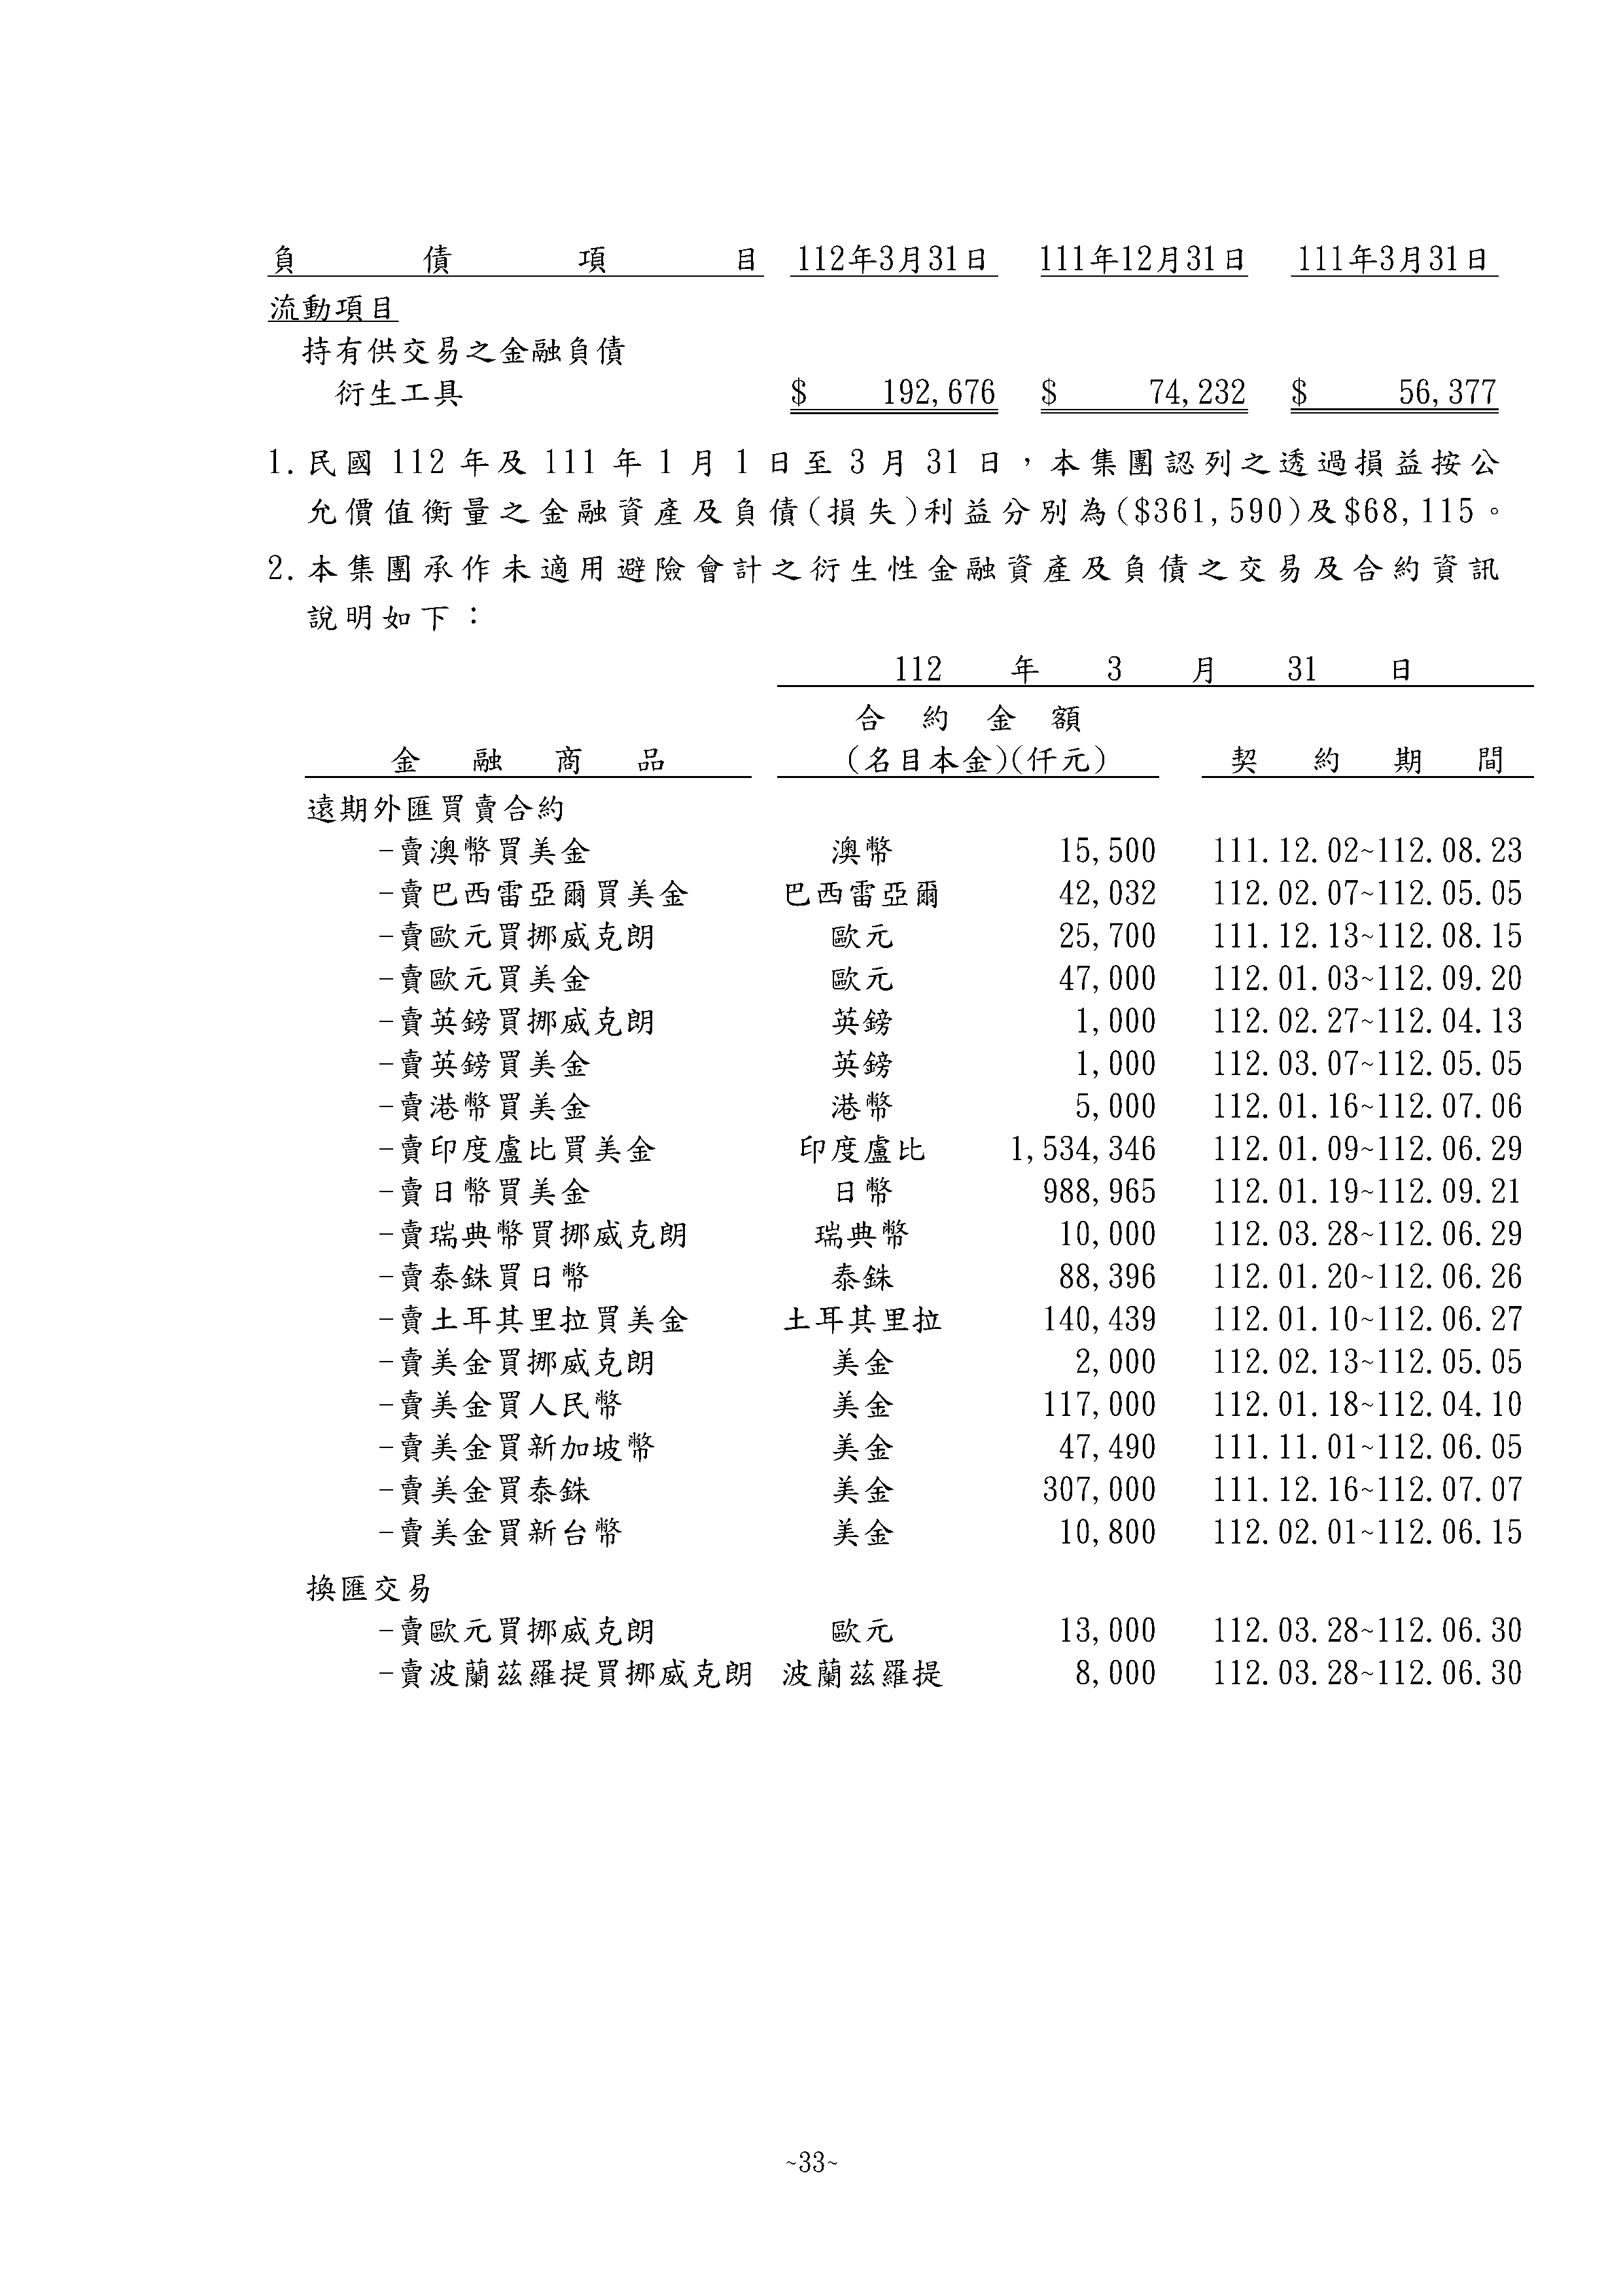 負債項目 112年3月31日 111年12月31日 111年3月31日
流動項目
持有供交易之金融負債
衍生工具 $ 192,676 $ 74,232 $ 56,377
1. 民國 112 年及 111 年 1 月 1 日至 3 月 31 日，本集團認列之透過損益按公
允價值衡量之金融資產及負債(損失)利益分別為($361,590)及$68,115。
2. 本集團承作未適用避險會計之衍生性金融資產及負債之交易及合約資訊
說明如下：
112 年 3 月 31 日
合約金額
金融商品 (名目本金)(仟元) 契約期間
遠期外匯買賣合約
-賣澳幣買美金 澳幣 15,500 111.12.02~112.08.23
-賣巴西雷亞爾買美金 巴西雷亞爾 42,032 112.02.07~112.05.05
-賣歐元買挪威克朗 歐元 25,700 111.12.13~112.08.15
-賣歐元買美金 歐元 47,000 112.01.03~112.09.20
-賣英鎊買挪威克朗 英鎊 1,000 112.02.27~112.04.13
-賣英鎊買美金 英鎊 1,000 112.03.07~112.05.05
-賣港幣買美金 港幣 5,000 112.01.16~112.07.06
-賣印度盧比買美金 印度盧比 1,534,346 112.01.09~112.06.29
-賣日幣買美金 日幣 988,965 112.01.19~112.09.21
-賣瑞典幣買挪威克朗 瑞典幣 10,000 112.03.28~112.06.29
-賣泰銖買日幣 泰銖 88,396 112.01.20~112.06.26
-賣土耳其里拉買美金 土耳其里拉 140,439 112.01.10~112.06.27
-賣美金買挪威克朗 美金 2,000 112.02.13~112.05.05
-賣美金買人民幣 美金 117,000 112.01.18~112.04.10
-賣美金買新加坡幣 美金 47,490 111.11.01~112.06.05
-賣美金買泰銖 美金 307,000 111.12.16~112.07.07
-賣美金買新台幣 美金 10,800 112.02.01~112.06.15
換匯交易
-賣歐元買挪威克朗 歐元 13,000 112.03.28~112.06.30
-賣波蘭茲羅提買挪威克朗 波蘭茲羅提 8,000 112.03.28~112.06.30
~33~